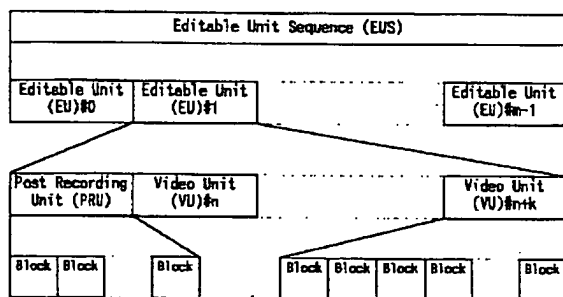 Editable Unit Sequence (EUS)
Editable Unit (EU)#0
Editable Unit (EU)#1
Editable Unit (EU)#m-1
Post Recording Unit (PRU)
Video Unit (VU)#n
Video Unit (VU)#n+k
Block Block Block Block Block Block Block Block